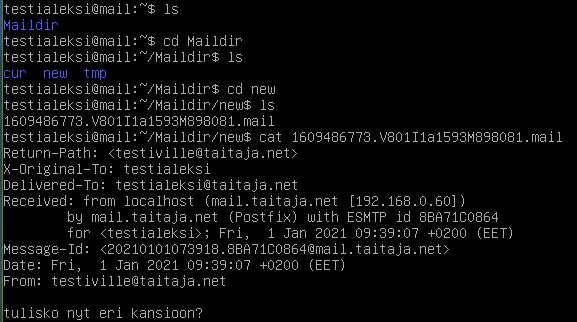 testialeksi@mail:~$ ls
Maildir
testialeksi@mail:~$ cd Maildir
testialeksi@mail:~/Maildir$ ls
cur  new  tmp
testialeksi@mail:~/Maildir$ cd new
testialeksi@mail:~/Maildir/new$ ls
1609486773.V801I1a1593M898081.mail
testialeksi@mail:~/Maildir/new$ cat 1609486773.V801I1a1593M898081.mail
Return-Path: <testiville@taitaja.net>
X-Original-To: testialeksi
Delivered-To: testialeksi@taitaja.net
Received: from localhost (mail.taitaja.net [192.168.0.60])
        by mail.taitaja.net (Postfix) with ESMTP id 8BA71C0864
        for <testialeksi>; Fri,  1 Jan 2021 09:39:07 +0200 (EET)
Message-Id: <20210101073918.8BA71C0864@mail.taitaja.net>
Date: Fri,  1 Jan 2021 09:39:07 +0200 (EET)
From: testiville@taitaja.net
tulisko nyt eri kansioon?